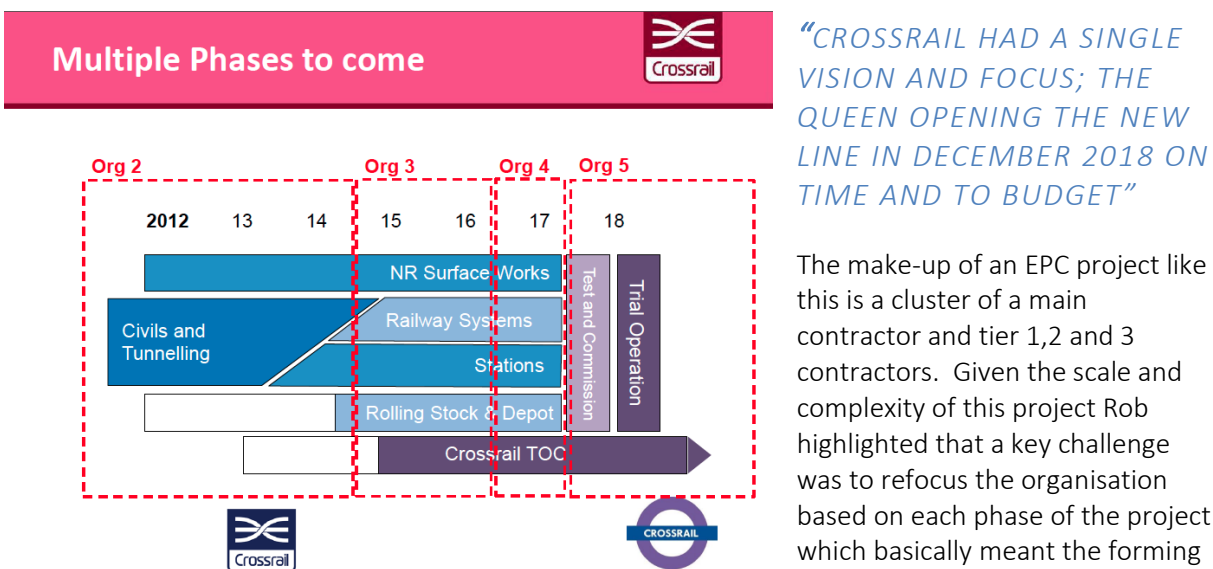 Multiple Phases to come
Crossrail
Org 2
Org 3
Org 4
Org 5
2012 13 14 15 16 17 18
NR Surface Works
Civils and
Tunnelling
Railway Systems
Stations
Rolling Stock & Depot
Crossrail TOC
Test and Commission
Trial Operation
Crossrail
CROSSRAIL
“CROSSRAIL HAD A SINGLE
VISION AND FOCUS; THE
QUEEN OPENING THE NEW
LINE IN DECEMBER 2018 ON
TIME AND TO BUDGET”
The make-up of an EPC project like
this is a cluster of a main
contractor and tier 1,2 and 3
contractors. Given the scale and
complexity of this project Rob
highlighted that a key challenge
was to refocus the organisation
based on each phase of the project
which basically meant the forming